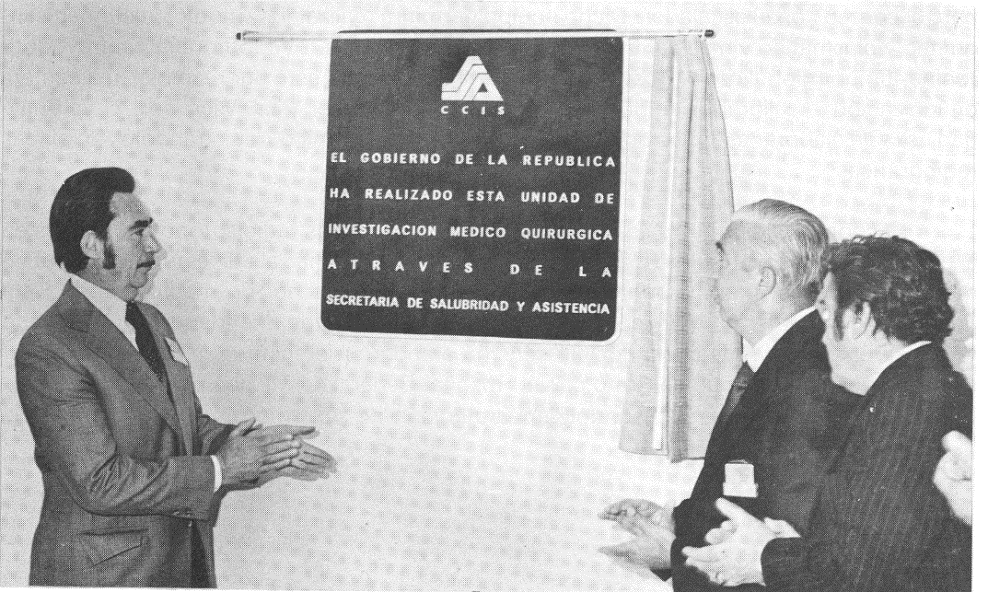 CCIS
EL GOBIERNO DE LA REPUBLICA
HA REALIZADO ESTA UNIDAD DE
INVESTIGACION MEDICO QUIRURGICA
ATRAVES DE LA
SECRETARIA DE SALUBRIDAD Y ASISTENCIA